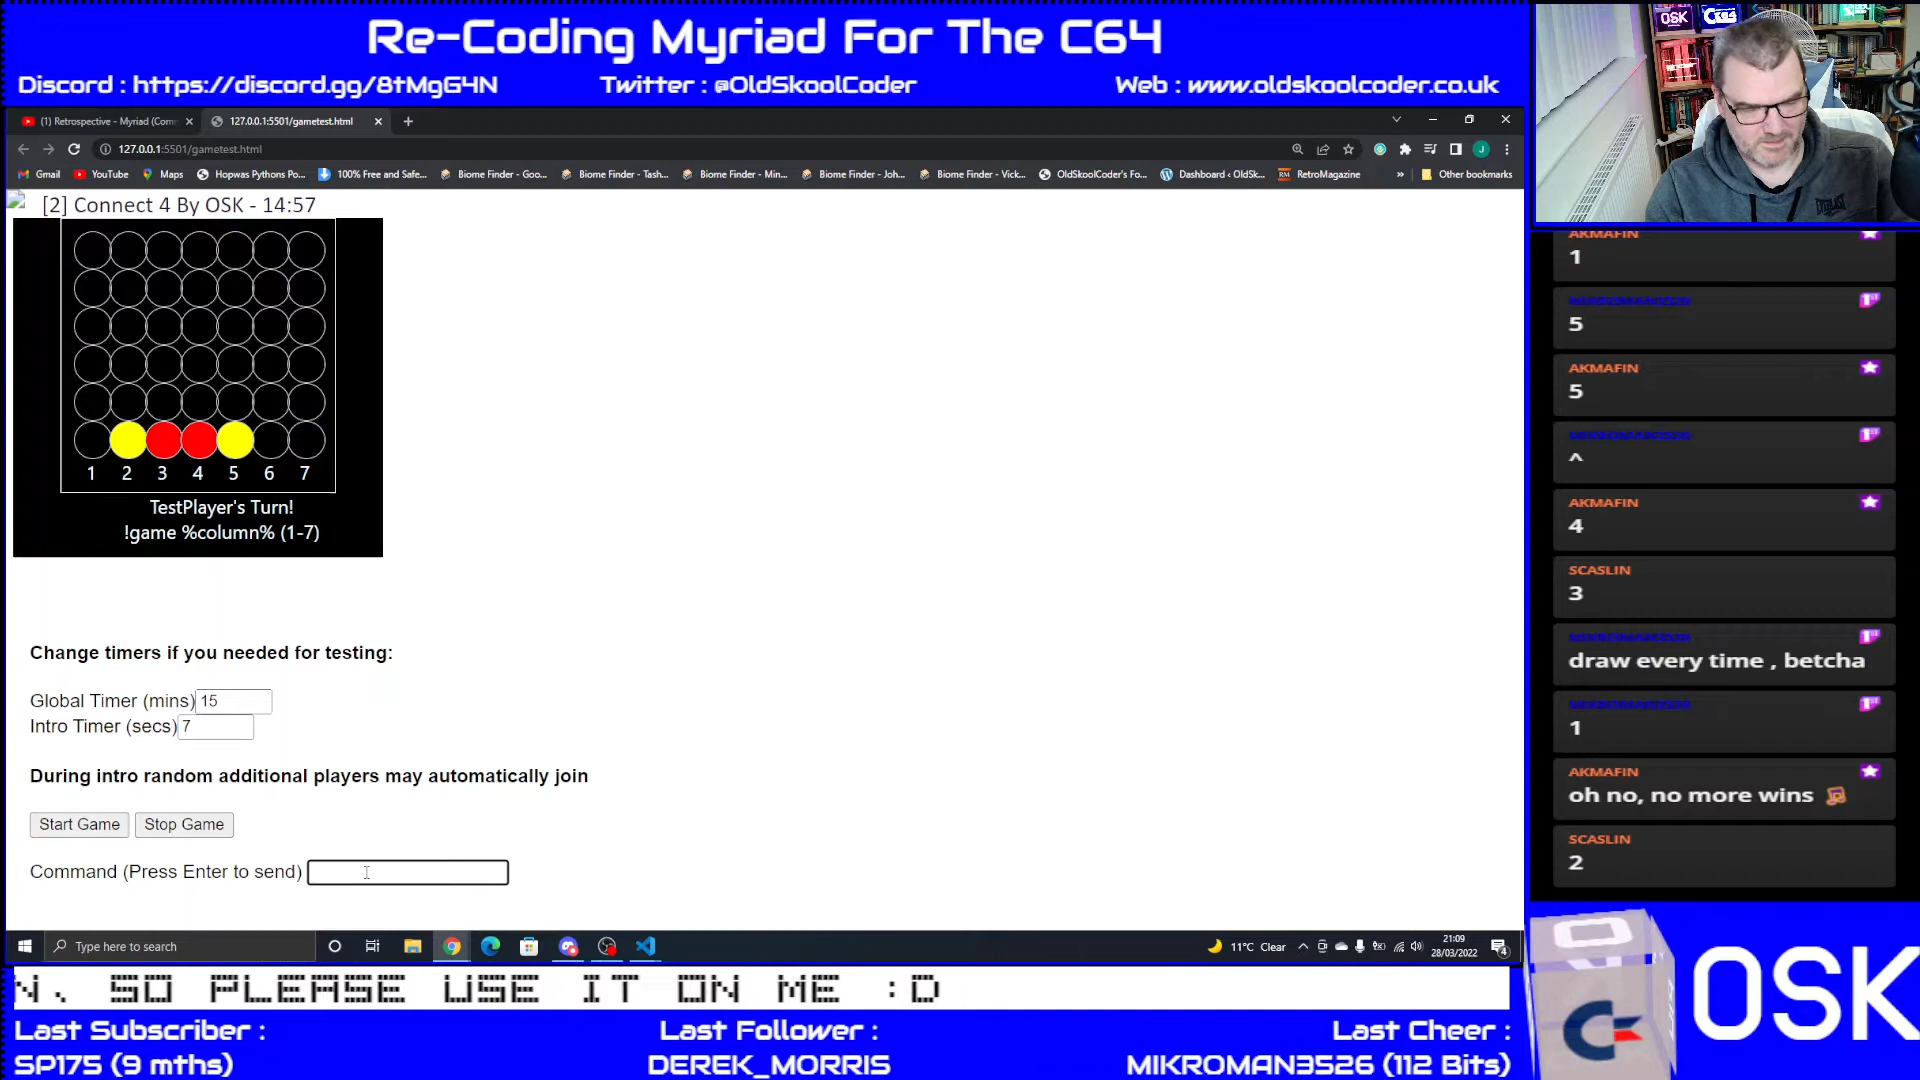 Re-Coding Myriad For The C64
Discord : https://discord.gg/8tMgG4N
Twitter : @OldSkoolCoder
Web : www.oldskoolcoder.co.uk
OSK
C64
(1) Retrospective - Myriad (Com
127.0.0.1:5501/gametest.html
127.0.0.1:5501/gametest.html
Gmail
YouTube
Maps
Hopwas Pythons Po...
100% Free and Safe...
Biome Finder - Goo...
Biome Finder - Tash...
Biome Finder - Min...
Biome Finder - Joh...
Biome Finder - Vick...
OldSkoolCoder's Fo...
Dashboard ‹ OldSk...
RetroMagazine
»
Other bookmarks
[2] Connect 4 By OSK - 14:57
1 2 3 4 5 6 7
TestPlayer's Turn!
!game %column% (1-7)
Change timers if you needed for testing:
Global Timer (mins) 15
Intro Timer (secs) 7
During intro random additional players may automatically join
Start Game
Stop Game
Command (Press Enter to send)
AKMAFIN
1
5
AKMAFIN
5
^
AKMAFIN
4
SCASLIN
3
draw every time , betcha
1
AKMAFIN
oh no, no more wins
SCASLIN
2
Type here to search
11°C Clear
21:09
28/03/2022
N. SO PLEASE USE IT ON ME :D
OSK
Last Subscriber :
SP175 (9 mths)
Last Follower :
DEREK_MORRIS
Last Cheer :
MIKROMAN3526 (112 Bits)